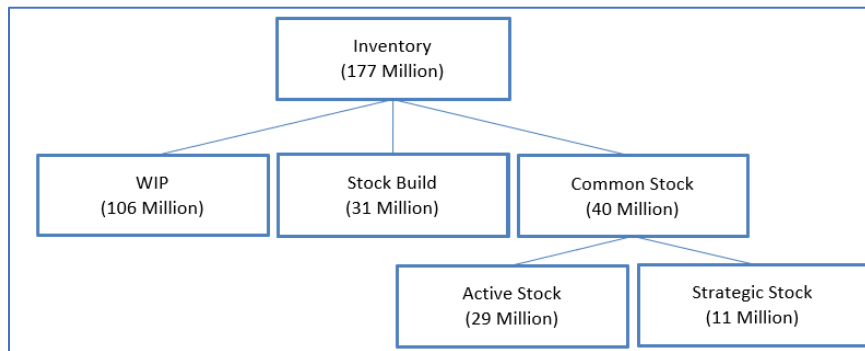 Inventory
(177 Million)
WIP
(106 Million)
Stock Build
(31 Million)
Common Stock
(40 Million)
Active Stock
(29 Million)
Strategic Stock
(11 Million)